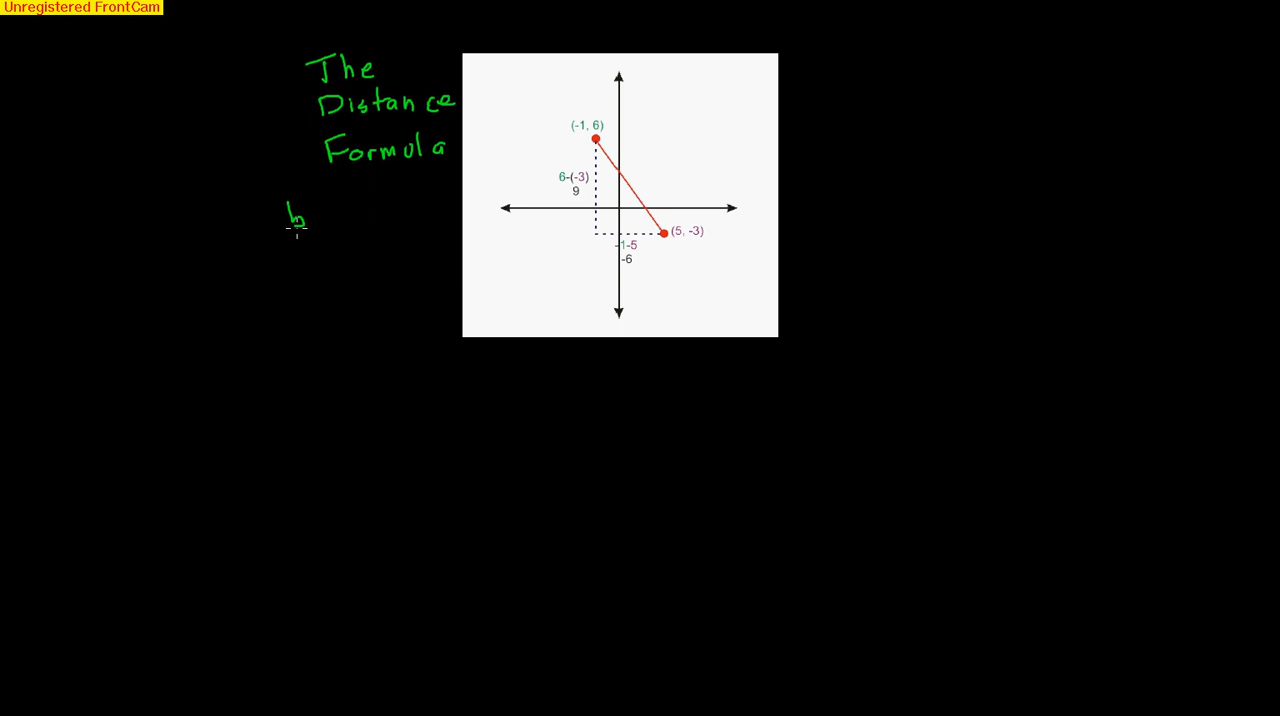 Unregistered FrontCam
The
Distance
Formula
b
(-1, 6)
6-(-3)
9
(5, -3)
-1-5
-6